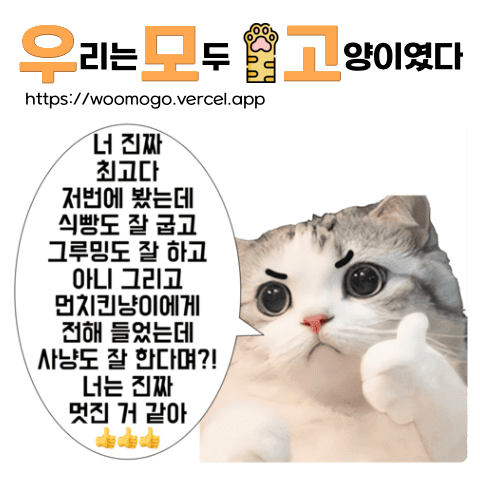 우리는 모두 고양이였다
https://woomogo.vercel.app
너 진짜
최고다
저번에 봤는데
식빵도 잘 굽고
그루밍도 잘 하고
아니 그리고
먼치킨냥이에게
전해 들었는데
사냥도 잘 한다며?!
너는 진짜
멋진 거 같아
👍👍👍